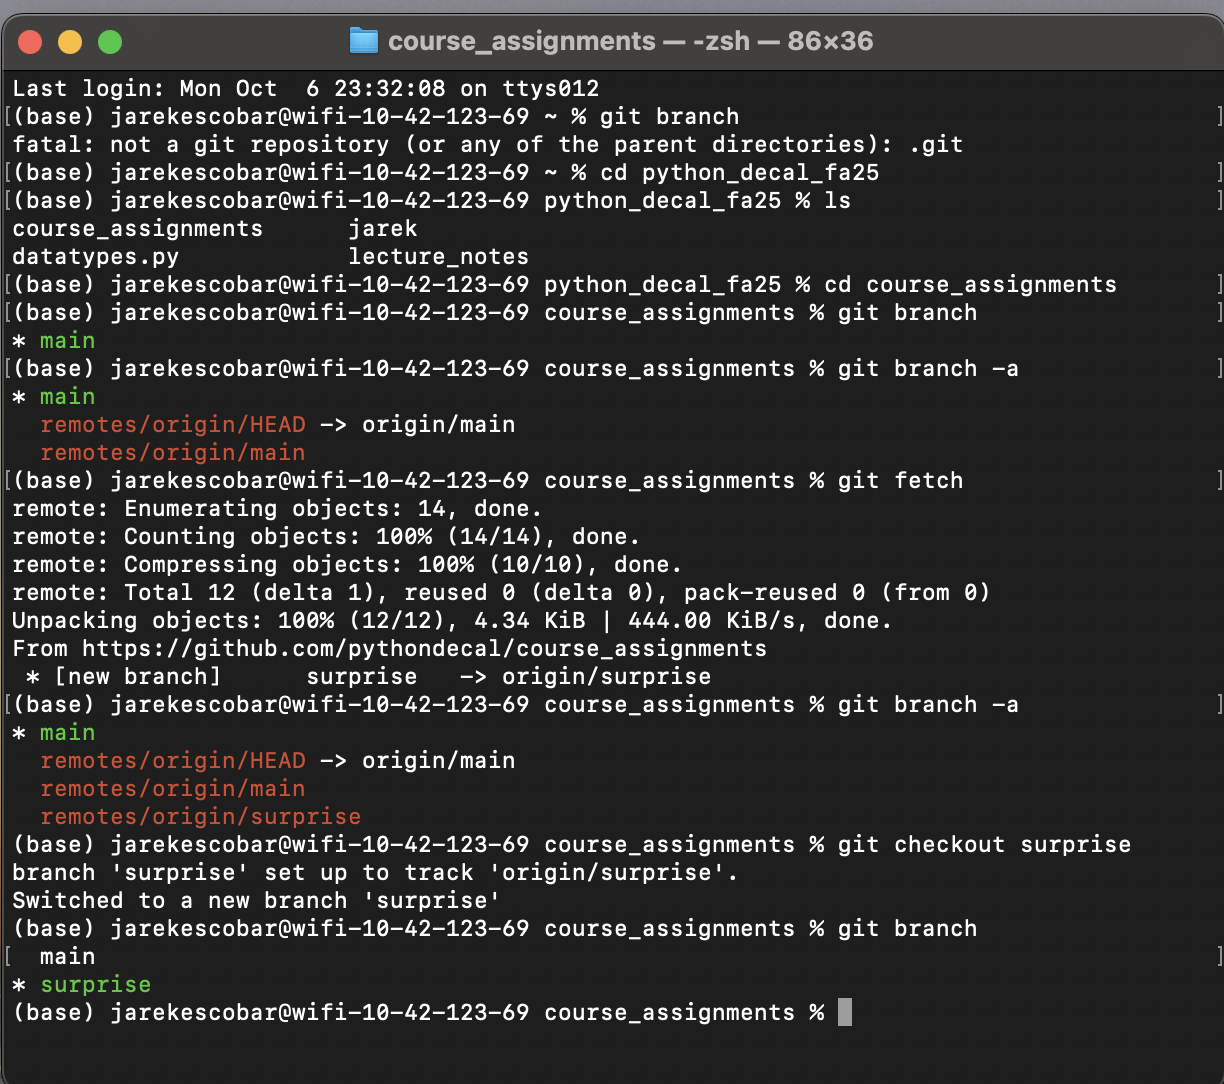 course_assignments — -zsh — 86×36
Last login: Mon Oct  6 23:32:08 on ttys012
[(base) jarekescobar@wifi-10-42-123-69 ~ % git branch ]
fatal: not a git repository (or any of the parent directories): .git
[(base) jarekescobar@wifi-10-42-123-69 ~ % cd python_decal_fa25 ]
[(base) jarekescobar@wifi-10-42-123-69 python_decal_fa25 % ls ]
course_assignments      jarek
datatypes.py            lecture_notes
[(base) jarekescobar@wifi-10-42-123-69 python_decal_fa25 % cd course_assignments ]
[(base) jarekescobar@wifi-10-42-123-69 course_assignments % git branch ]
* main
[(base) jarekescobar@wifi-10-42-123-69 course_assignments % git branch -a ]
* main
  remotes/origin/HEAD -> origin/main
  remotes/origin/main
[(base) jarekescobar@wifi-10-42-123-69 course_assignments % git fetch ]
remote: Enumerating objects: 14, done.
remote: Counting objects: 100% (14/14), done.
remote: Compressing objects: 100% (10/10), done.
remote: Total 12 (delta 1), reused 0 (delta 0), pack-reused 0 (from 0)
Unpacking objects: 100% (12/12), 4.34 KiB | 444.00 KiB/s, done.
From https://github.com/pythondecal/course_assignments
 * [new branch]      surprise   -> origin/surprise
[(base) jarekescobar@wifi-10-42-123-69 course_assignments % git branch -a ]
* main
  remotes/origin/HEAD -> origin/main
  remotes/origin/main
  remotes/origin/surprise
(base) jarekescobar@wifi-10-42-123-69 course_assignments % git checkout surprise
branch 'surprise' set up to track 'origin/surprise'.
Switched to a new branch 'surprise'
(base) jarekescobar@wifi-10-42-123-69 course_assignments % git branch
[  main ]
* surprise
(base) jarekescobar@wifi-10-42-123-69 course_assignments %